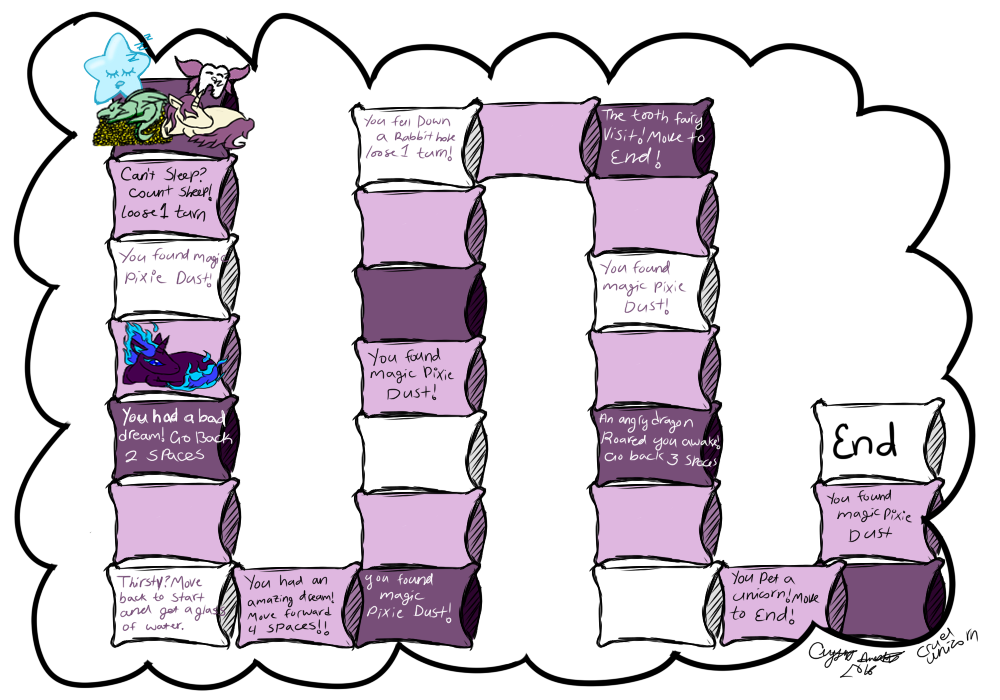 z
z
z
z
Can't Sleep?
Count Sheep!
loose 1 turn
You found magic
Pixie Dust!
You had a bad
dream! Go Back
2 Spaces
Thirsty? Move
back to Start
and get a glass
of water.
You had an
amazing dream!
Move forward
4 Spaces!!
you found
magic
Pixie Dust!
You found
magic Pixie
Dust!
You fell Down
a Rabbit hole
loose 1 turn!
The tooth fairy
Visit! Move to
End!
You found
magic Pixie
Dust!
An angry dragon
Roared you awake!
Go back 3 Spaces
You Pet a
unicorn! Move
to End!
You found
magic Pixie
Dust
End
Cruel
unicorn